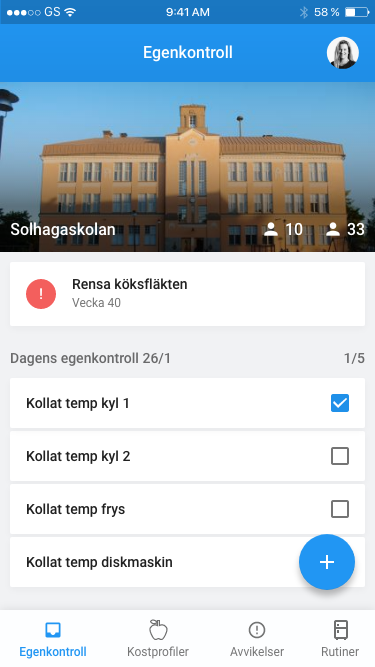 GS 9:41 AM 58 %
Egenkontroll
Solhagaskolan 10 33
!
Rensa köksfläkten
Vecka 40
Dagens egenkontroll 26/1 1/5
Kollat temp kyl 1
Kollat temp kyl 2
Kollat temp frys
Kollat temp diskmaskin
+
Egenkontroll Kostprofiler Avvikelser Rutiner